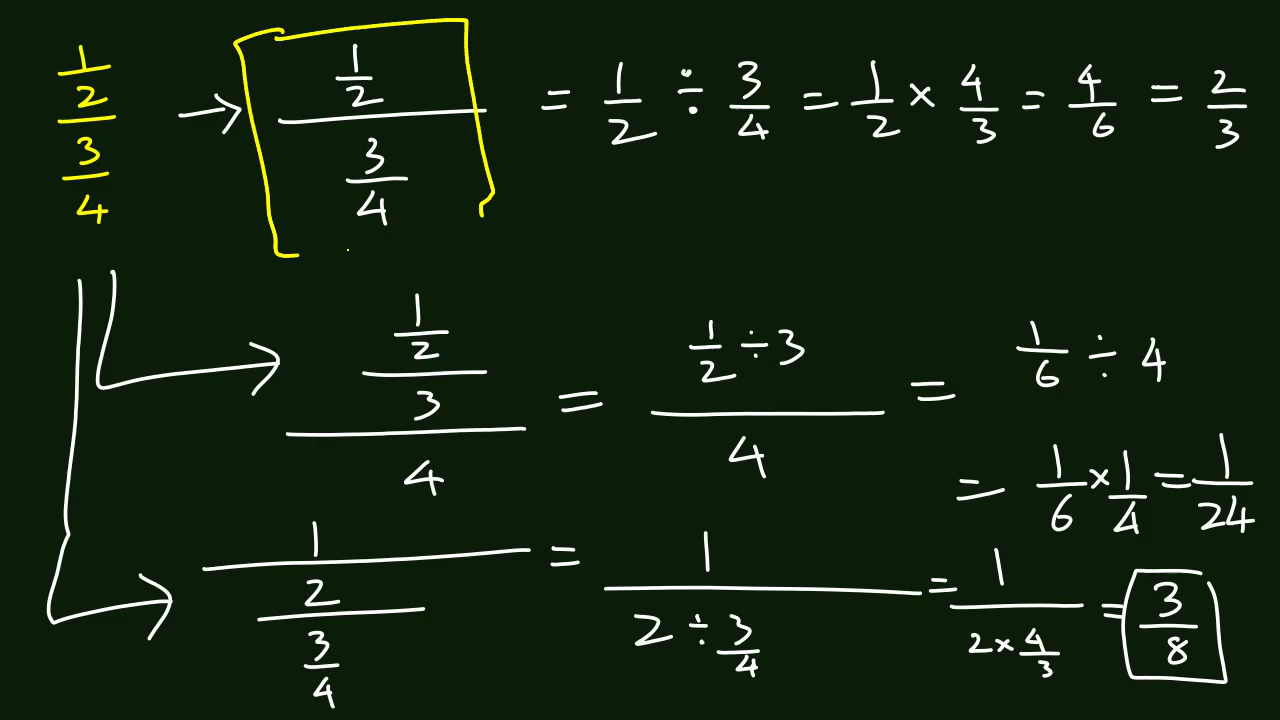 1/2/3/4 → (1/2)/(3/4) = 1/2 ÷ 3/4 = 1/2 × 4/3 = 4/6 = 2/3
((1/2)/3)/4 = (1/2 ÷ 3)/4 = 1/6 ÷ 4
= 1/6 × 1/4 = 1/24
1/(2/(3/4)) = 1/(2 ÷ 3/4) = 1/(2 × 4/3) = 3/8